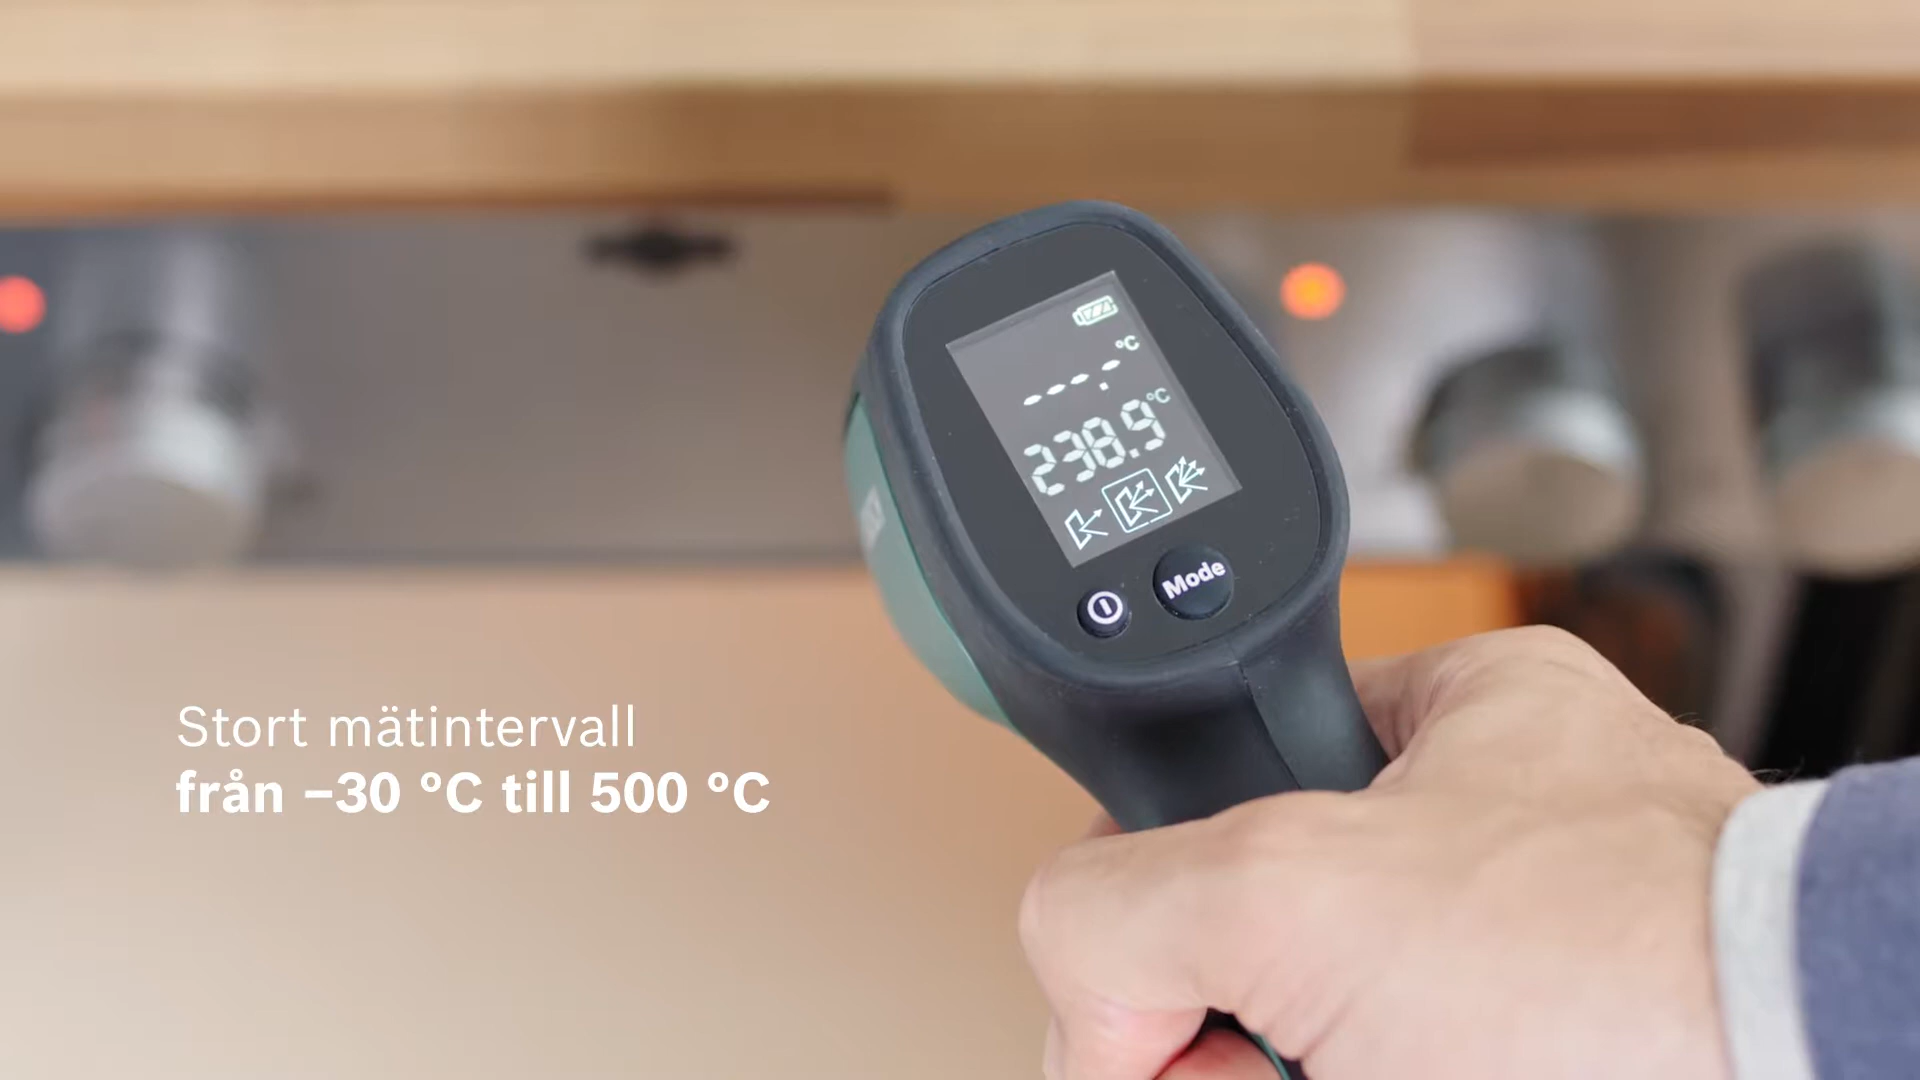 °C
---.-
238.9 °C
Mode
Stort mätintervall
från –30 °C till 500 °C